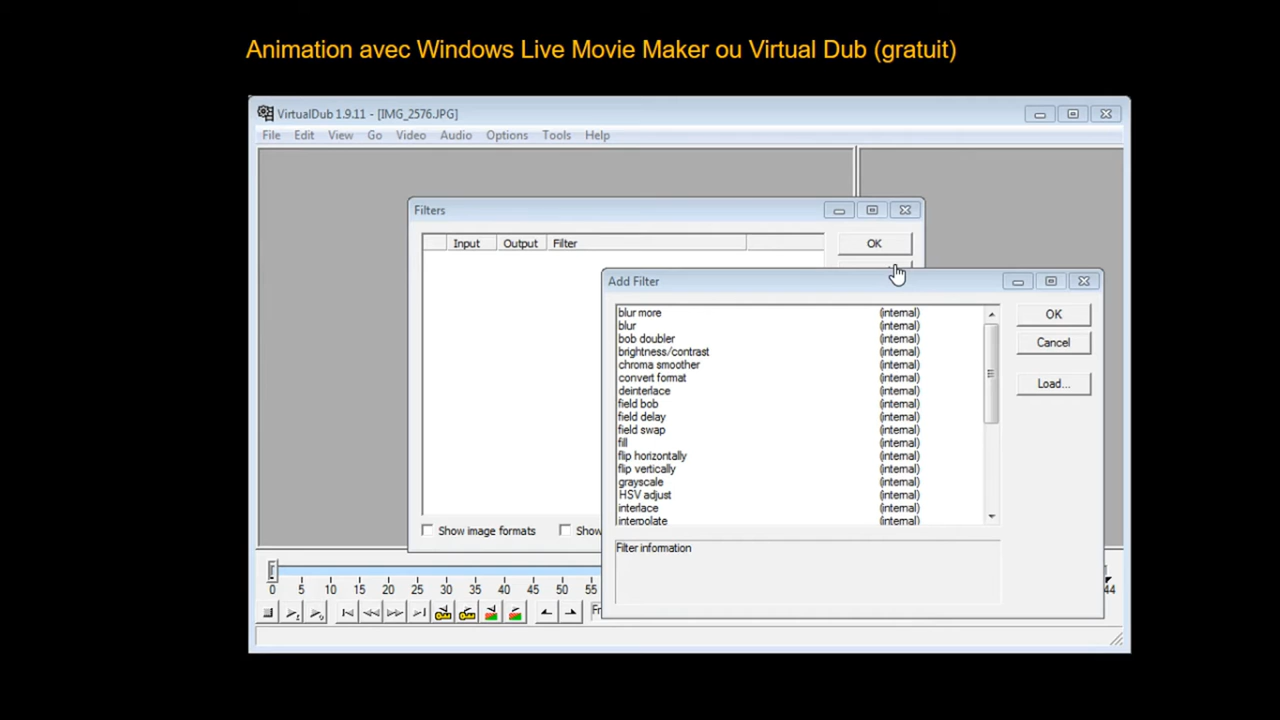 Animation avec Windows Live Movie Maker ou Virtual Dub (gratuit)
VirtualDub 1.9.11 - [IMG_2576.JPG]
File Edit View Go Video Audio Options Tools Help
Filters
Input Output Filter
OK
Add Filter
blur more (internal)
blur (internal)
bob doubler (internal)
brightness/contrast (internal)
chroma smoother (internal)
convert format (internal)
deinterlace (internal)
field bob (internal)
field delay (internal)
field swap (internal)
fill (internal)
flip horizontally (internal)
flip vertically (internal)
grayscale (internal)
HSV adjust (internal)
interlace (internal)
interpolate (internal)
OK
Cancel
Load...
Show image formats Show
Filter information
0 5 10 15 20 25 30 35 40 45 50 55 44
Fr